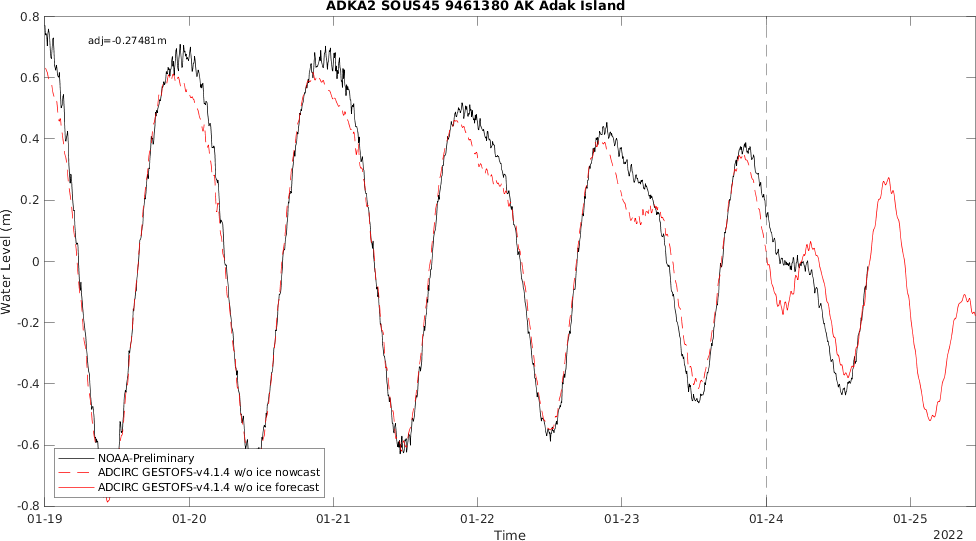 ADKA2 SOUS45 9461380 AK Adak Island
adj=-0.27481m
0.8
0.6
0.4
0.2
0
-0.2
-0.4
-0.6
-0.8
Water Level (m)
NOAA-Preliminary
ADCIRC GESTOFS-v4.1.4 w/o ice nowcast
ADCIRC GESTOFS-v4.1.4 w/o ice forecast
01-19 01-20 01-21 01-22 01-23 01-24 01-25
Time
2022